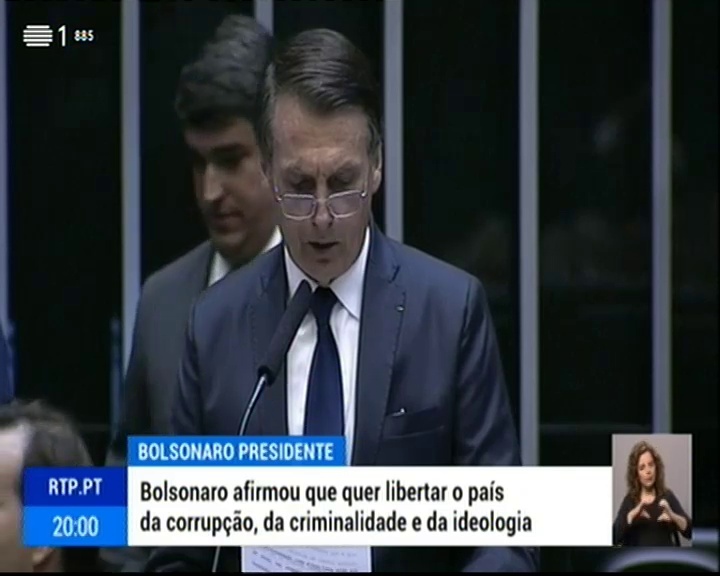 1 885
BOLSONARO PRESIDENTE
RTP.PT
Bolsonaro afirmou que quer libertar o país
da corrupção, da criminalidade e da ideologia
20:00